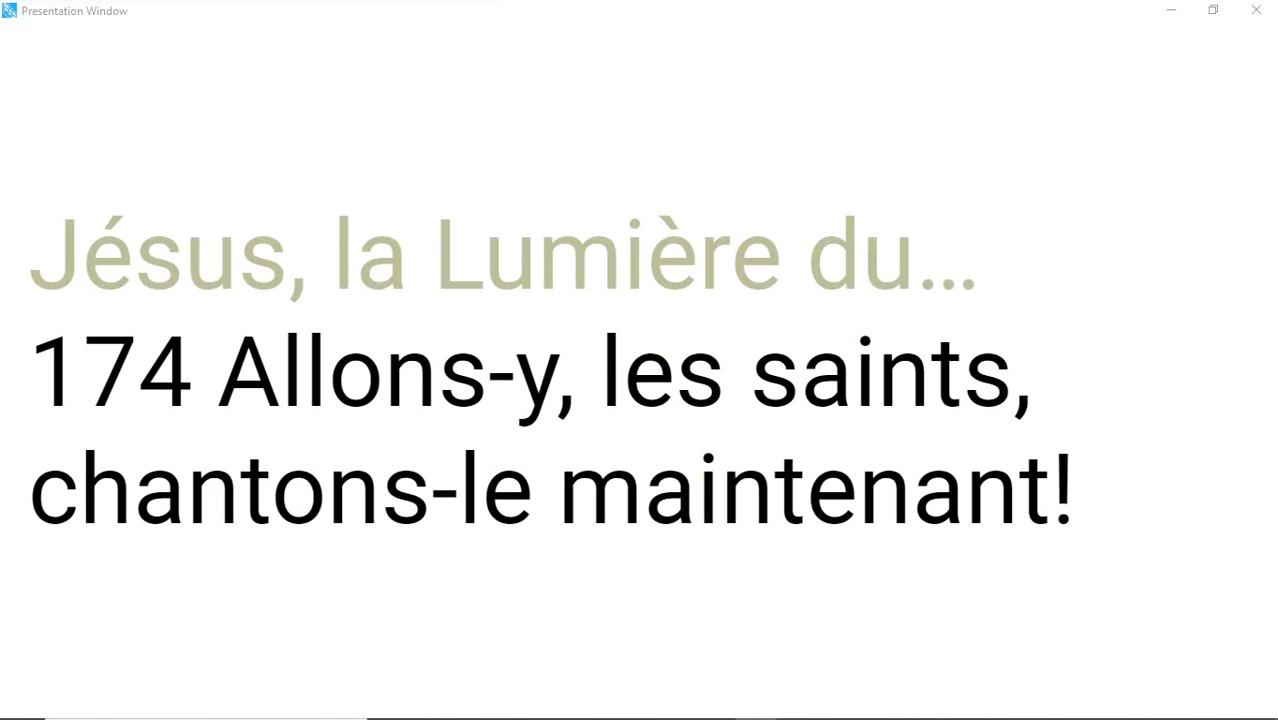 Presentation Window
Jésus, la Lumière du...
174 Allons-y, les saints,
chantons-le maintenant!